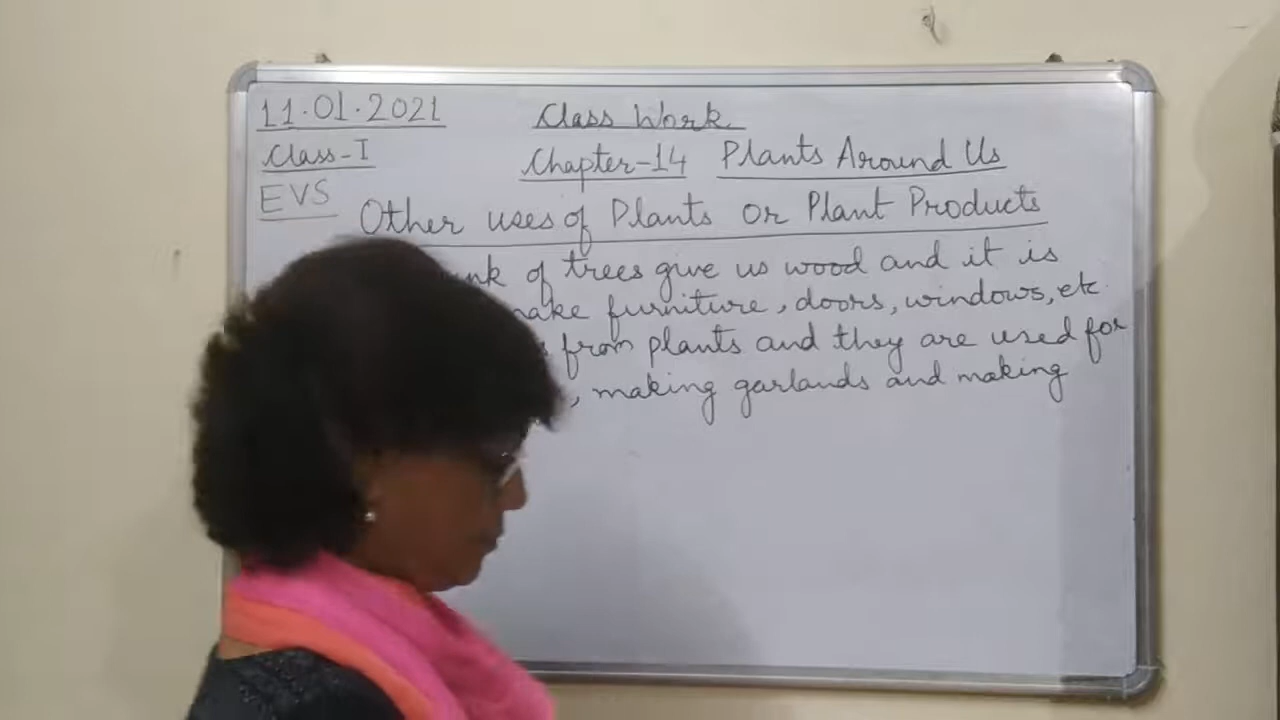 11.01.2021 Class Work
Class-I Chapter-14 Plants Around Us
EVS
Other uses of Plants or Plant Products
of trees give us wood and it is
furniture, doors, windows, etc.
from plants and they are used for
, making garlands and making